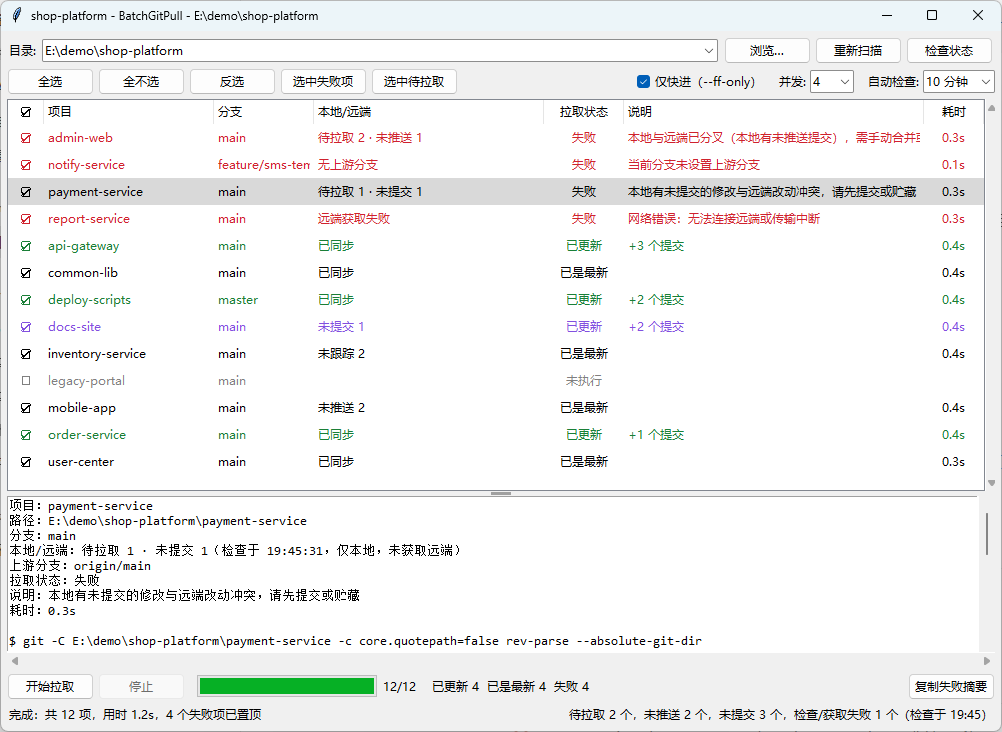 shop-platform - BatchGitPull - E:\demo\shop-platform
目录: E:\demo\shop-platform 浏览... 重新扫描 检查状态
全选 全不选 反选 选中失败项 选中待拉取 仅快进（--ff-only） 并发: 4 自动检查: 10 分钟
项目 分支 本地/远端 拉取状态 说明 耗时
admin-web main 待拉取 2 · 未推送 1 失败 本地与远端已分叉（本地有未推送提交），需手动合并或 0.3s
notify-service feature/sms-ten 无上游分支 失败 当前分支未设置上游分支 0.1s
payment-service main 待拉取 1 · 未提交 1 失败 本地有未提交的修改与远端改动冲突，请先提交或贮藏 0.3s
report-service main 远端获取失败 失败 网络错误：无法连接远端或传输中断 0.3s
api-gateway main 已同步 已更新 +3 个提交 0.4s
common-lib main 已同步 已是最新 0.4s
deploy-scripts master 已同步 已更新 +2 个提交 0.4s
docs-site main 未提交 1 已更新 +2 个提交 0.4s
inventory-service main 未跟踪 2 已是最新 0.4s
legacy-portal main 未执行
mobile-app main 未推送 2 已是最新 0.4s
order-service main 已同步 已更新 +1 个提交 0.4s
user-center main 已同步 已是最新 0.3s
项目: payment-service
路径: E:\demo\shop-platform\payment-service
分支: main
本地/远端: 待拉取 1 · 未提交 1（检查于 19:45:31，仅本地，未获取远端）
上游分支: origin/main
拉取状态: 失败
说明: 本地有未提交的修改与远端改动冲突，请先提交或贮藏
耗时: 0.3s
$ git -C E:\demo\shop-platform\payment-service -c core.quotepath=false rev-parse --absolute-git-dir
开始拉取 停止 12/12 已更新 4 已是最新 4 失败 4 复制失败摘要
完成：共 12 项，用时 1.2s，4 个失败项已置顶 待拉取 2 个，未推送 2 个，未提交 3 个，检查/获取失败 1 个（检查于 19:45)